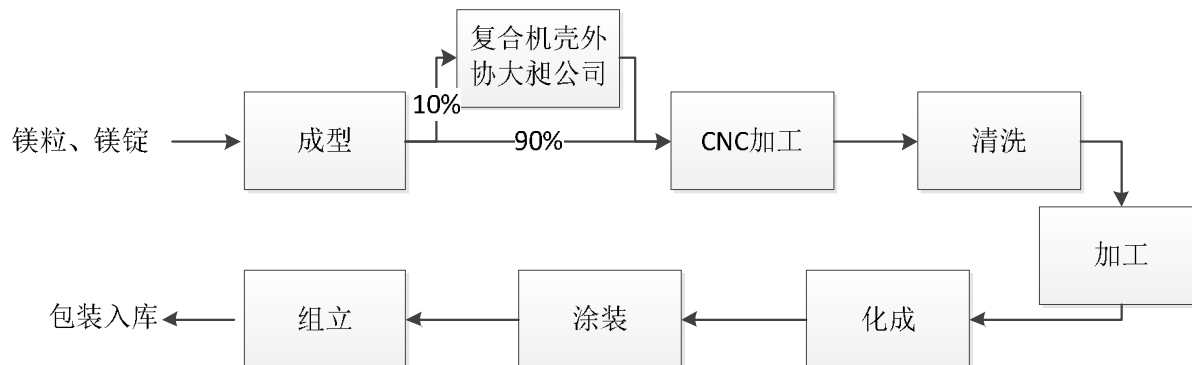 复合机壳外
协大昶公司
10%
镁粒、镁锭
成型
90%
CNC加工
清洗
加工
包装入库
组立
涂装
化成